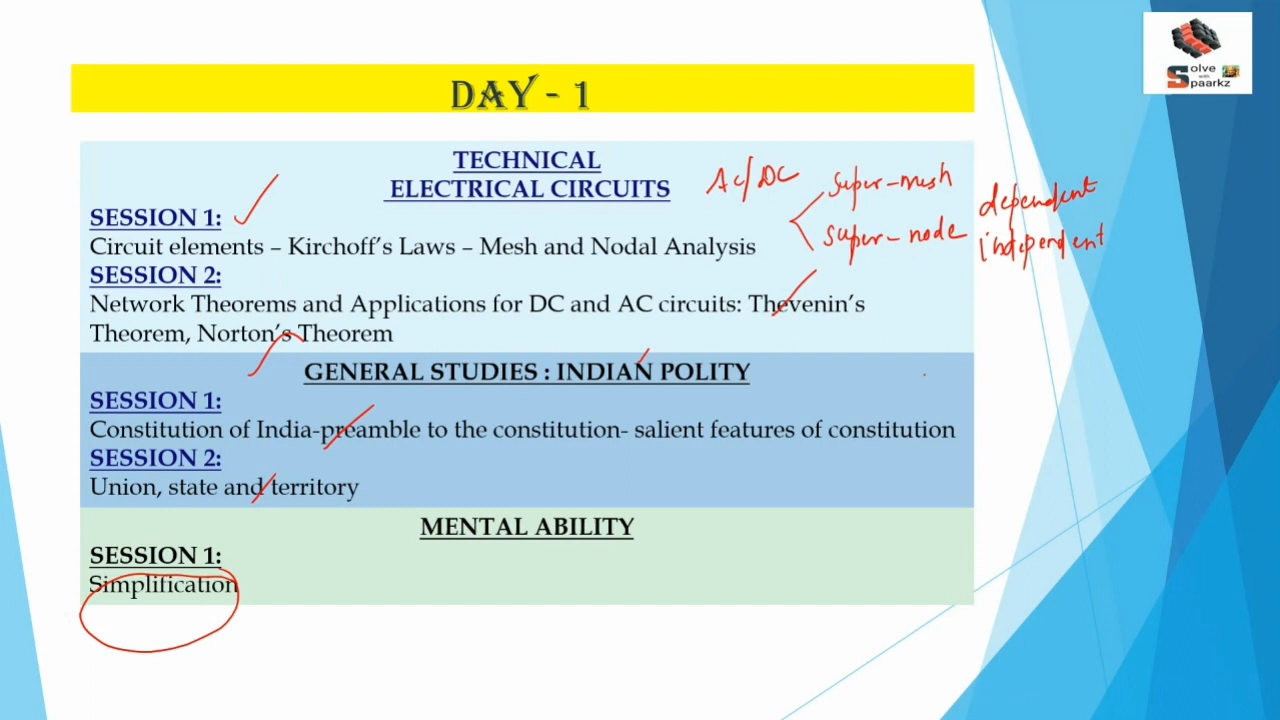 Solve
with
Spaarkz
DAY - 1
TECHNICAL
ELECTRICAL CIRCUITS
AC/DC
super-mesh
super-node
dependent
independent
SESSION 1:
Circuit elements – Kirchoff's Laws – Mesh and Nodal Analysis
SESSION 2:
Network Theorems and Applications for DC and AC circuits: Thevenin's
Theorem, Norton's Theorem
GENERAL STUDIES : INDIAN POLITY
SESSION 1:
Constitution of India-preamble to the constitution- salient features of constitution
SESSION 2:
Union, state and territory
MENTAL ABILITY
SESSION 1:
Simplification